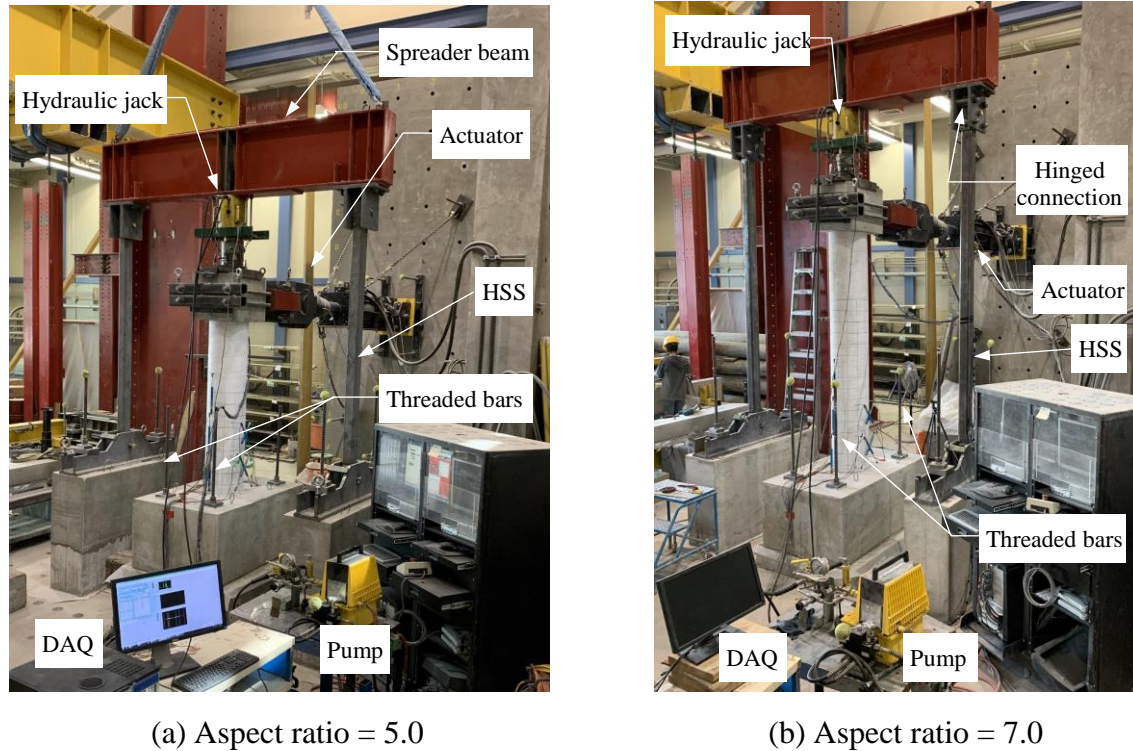 Spreader beam
Hydraulic jack
Actuator
HSS
Threaded bars
DAQ
Pump
(a) Aspect ratio = 5.0
Hydraulic jack
Hinged
connection
Actuator
HSS
Threaded bars
DAQ
Pump
(b) Aspect ratio = 7.0